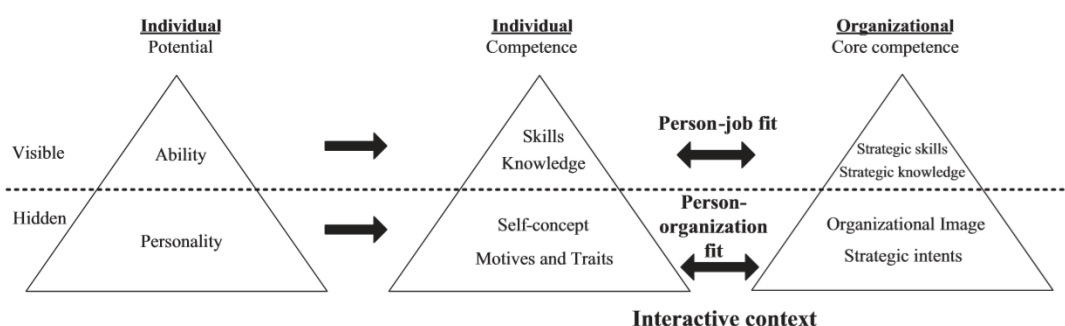 Individual
Potential
Individual
Competence
Organizational
Core competence
Visible
Ability
Skills
Knowledge
Person-job fit
Strategic skills
Strategic knowledge
Hidden
Personality
Self-concept
Motives and Traits
Person-
organization
fit
Organizational Image
Strategic intents
Interactive context